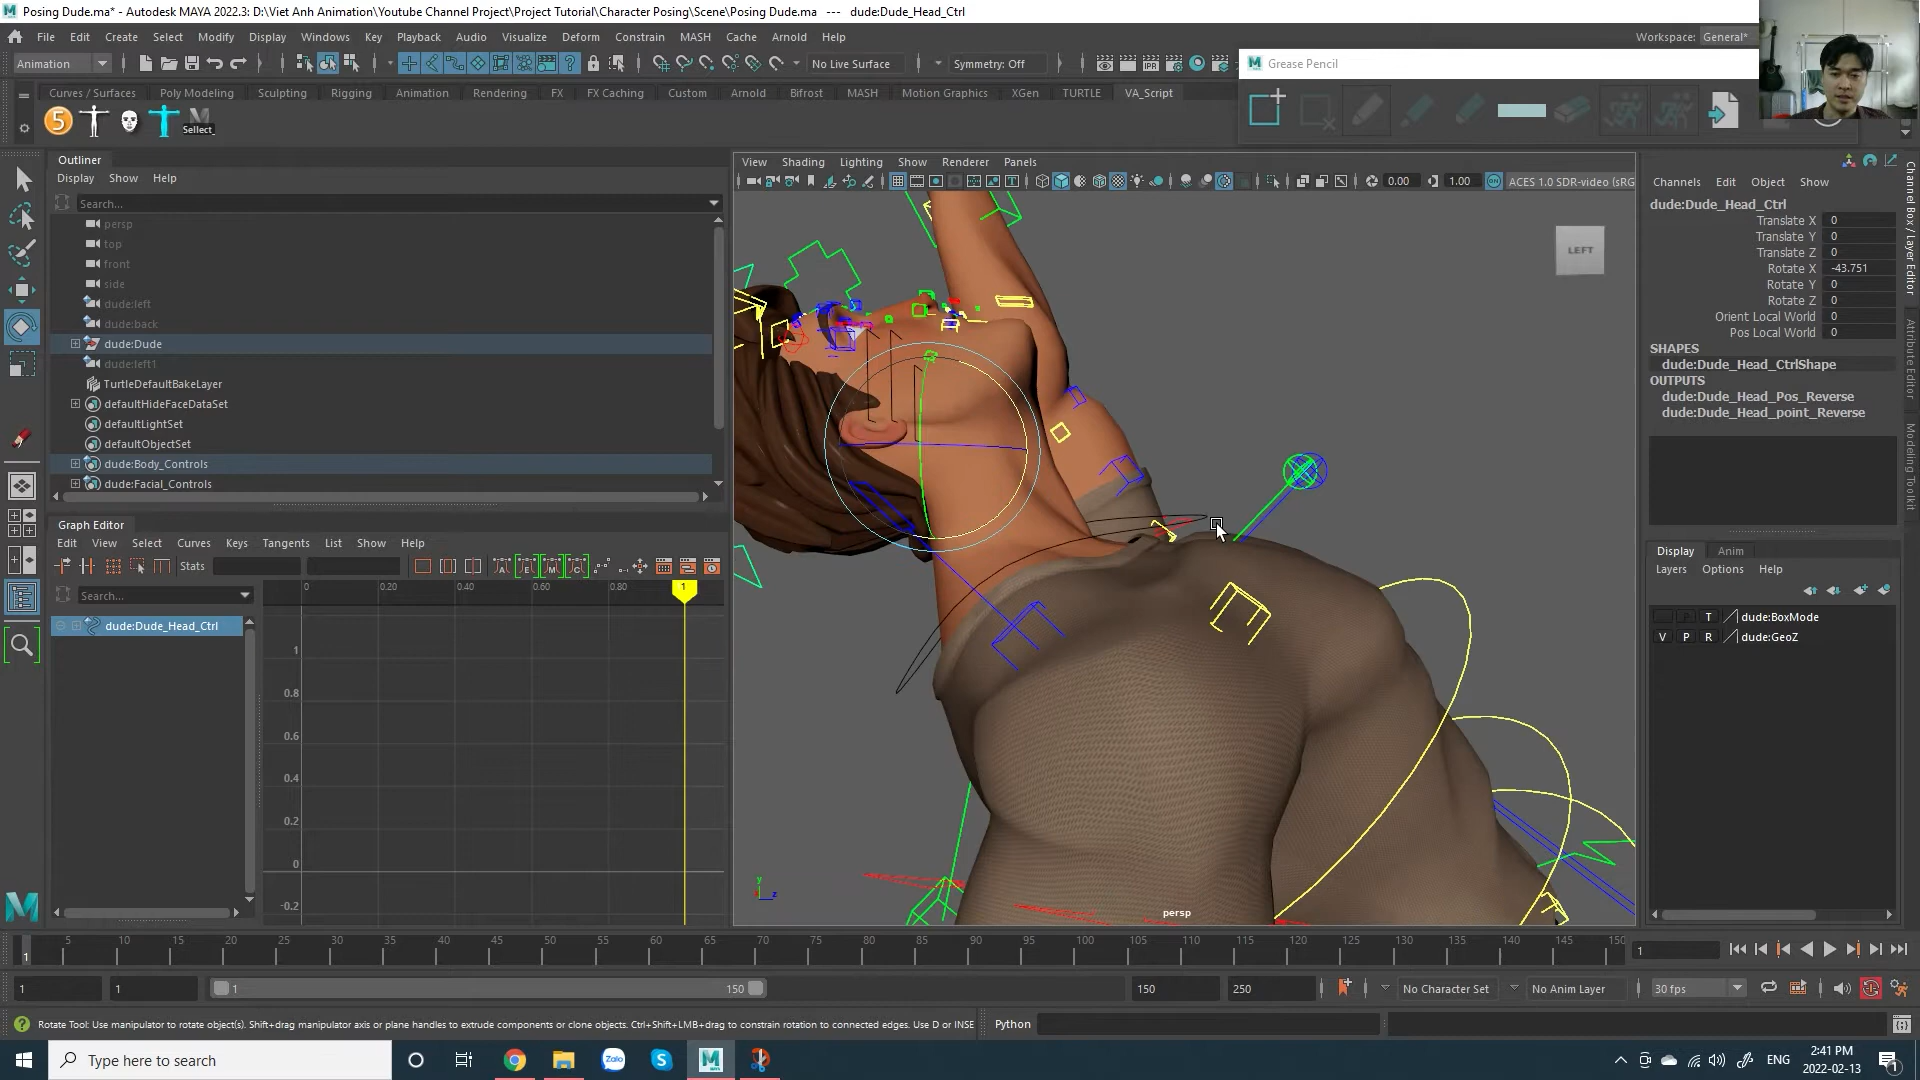 Posing Dude.ma* - Autodesk MAYA 2022.3: D:\Viet Anh Animation\Youtube Channel Project\Project Tutorial\Character Posing\Scene\Posing Dude.ma --- dude:Dude_Head_Ctrl
File Edit Create Select Modify Display Windows Key Playback Audio Visualize Deform Constrain MASH Cache Arnold Help
Workspace: General*
Animation
No Live Surface
Symmetry: Off
Grease Pencil
Curves / Surfaces Poly Modeling Sculpting Rigging Animation Rendering FX FX Caching Custom Arnold Bifrost MASH Motion Graphics XGen TURTLE VA_Script
5
Sellect_
Outliner
Display Show Help
Search...
persp
top
front
side
dude:left
dude:back
dude:Dude
dude:left1
TurtleDefaultBakeLayer
defaultHideFaceDataSet
defaultLightSet
defaultObjectSet
dude:Body_Controls
dude:Facial_Controls
Graph Editor
Edit View Select Curves Keys Tangents List Show Help
Stats
Search...
dude:Dude_Head_Ctrl
0 0.20 0.40 0.60 0.80 1
1
0.8
0.6
0.4
0.2
0
-0.2
View Shading Lighting Show Renderer Panels
0.00
1.00
ACES 1.0 SDR-video (sRG
LEFT
persp
y
z
Channels Edit Object Show
dude:Dude_Head_Ctrl
Translate X 0
Translate Y 0
Translate Z 0
Rotate X -43.751
Rotate Y 0
Rotate Z 0
Orient Local World 0
Pos Local World 0
SHAPES
dude:Dude_Head_CtrlShape
OUTPUTS
dude:Dude_Head_Pos_Reverse
dude:Dude_Head_point_Reverse
Display Anim
Layers Options Help
T dude:BoxMode
V P R dude:GeoZ
Channel Box / Layer Editor
Attribute Editor
Modeling Toolkit
1 5 10 15 20 25 30 35 40 45 50 55 60 65 70 75 80 85 90 95 100 105 110 115 120 125 130 135 140 145 150
1
1
1
1
150
150
250
No Character Set
No Anim Layer
30 fps
Rotate Tool: Use manipulator to rotate object(s). Shift+drag manipulator axis or plane handles to extrude components or clone objects. Ctrl+Shift+LMB+drag to constrain rotation to connected edges. Use D or INSE
Python
Type here to search
Zalo
ENG
2:41 PM
2022-02-13